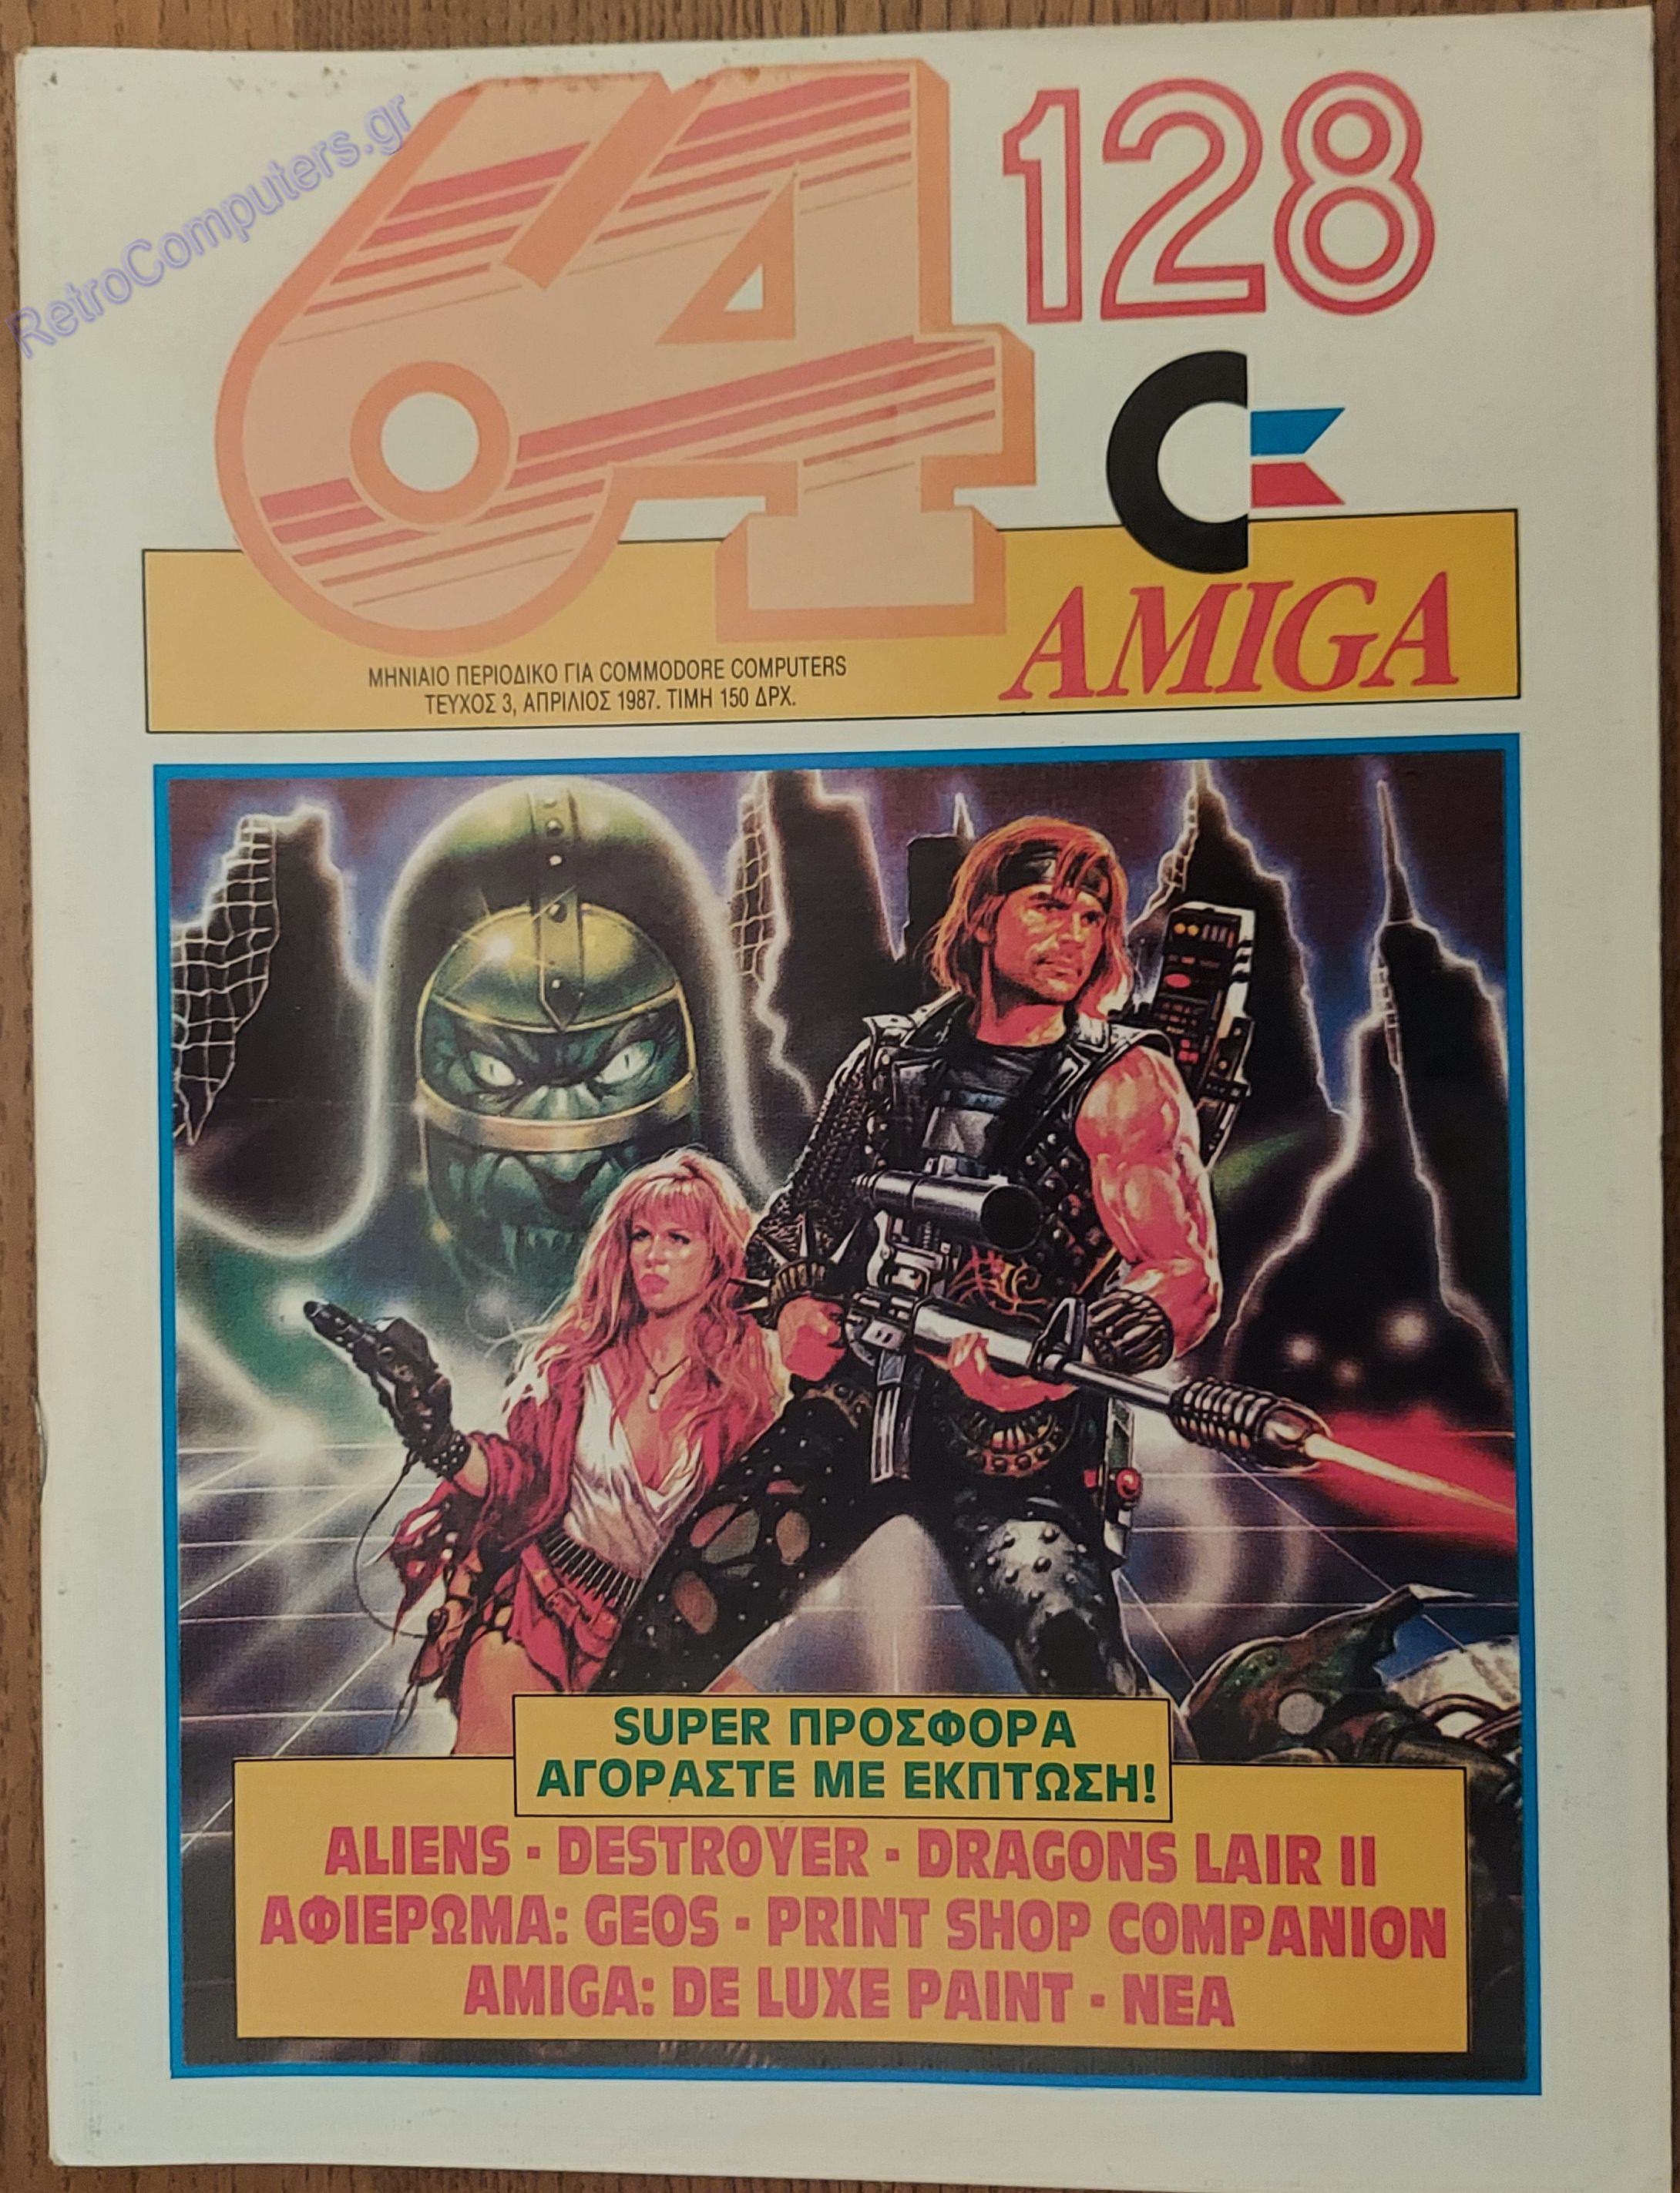 RetroComputers.gr
64 128
AMIGA
ΜΗΝΙΑΙΟ ΠΕΡΙΟΔΙΚΟ ΓΙΑ COMMODORE COMPUTERS
ΤΕΥΧΟΣ 3, ΑΠΡΙΛΙΟΣ 1987. ΤΙΜΗ 150 ΔΡΧ.
SUPER ΠΡΟΣΦΟΡΑ
ΑΓΟΡΑΣΤΕ ΜΕ ΕΚΠΤΩΣΗ!
ALIENS - DESTROYER - DRAGONS LAIR II
ΑΦΙΕΡΩΜΑ: GEOS - PRINT SHOP COMPANION
AMIGA: DE LUXE PAINT - ΝΕΑ